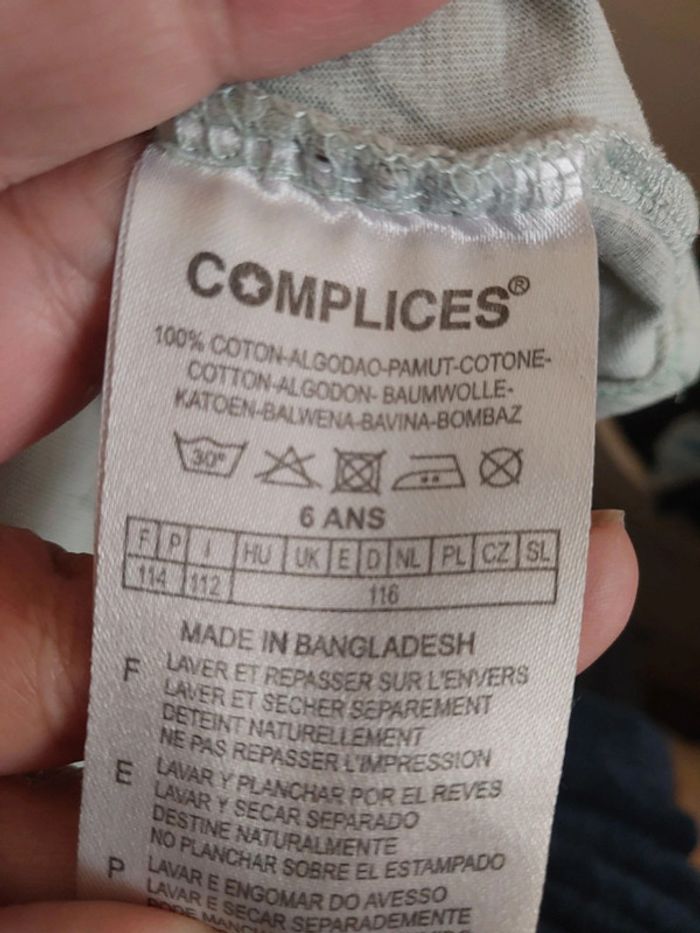 COMPLICES®
100% COTON-ALGODAO-PAMUT-COTONE-
COTTON-ALGODON- BAUMWOLLE-
KATOEN-BALWENA-BAVINA-BOMBAZ
30°
6 ANS
F P I HU UK E D NL PL CZ SL
114 112 116
MADE IN BANGLADESH
F LAVER ET REPASSER SUR L'ENVERS
LAVER ET SECHER SEPAREMENT
DETEINT NATURELLEMENT
NE PAS REPASSER L'IMPRESSION
E LAVAR Y PLANCHAR POR EL REVES
LAVAR Y SECAR SEPARADO
DESTINE NATURALMENTE
NO PLANCHAR SOBRE EL ESTAMPADO
P LAVAR E ENGOMAR DO AVESSO
LAVAR E SECAR SEPARADEMENTE
PODE